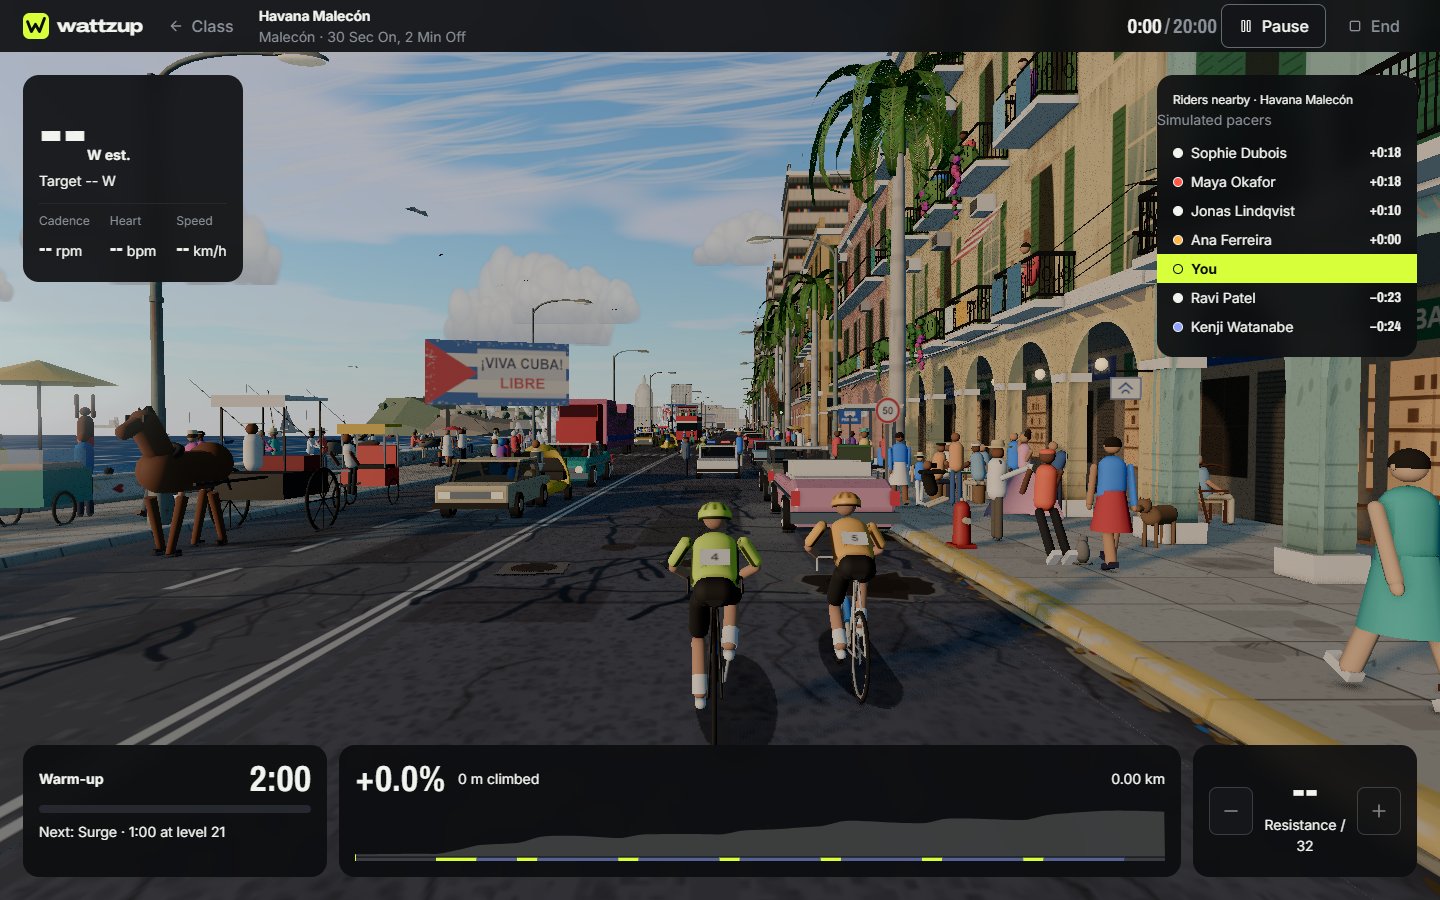 wattzup
← Class
Havana Malecón
Malecón · 30 Sec On, 2 Min Off
0:00 / 20:00
Pause
End
-- W est.
Target -- W
Cadence Heart Speed
-- rpm -- bpm -- km/h
Riders nearby · Havana Malecón
Simulated pacers
Sophie Dubois +0:18
Maya Okafor +0:18
Jonas Lindqvist +0:10
Ana Ferreira +0:00
You
Ravi Patel −0:23
Kenji Watanabe −0:24
¡VIVA CUBA!
LIBRE
50
4
5
Warm-up 2:00
Next: Surge · 1:00 at level 21
+0.0% 0 m climbed 0.00 km
--
Resistance /
32